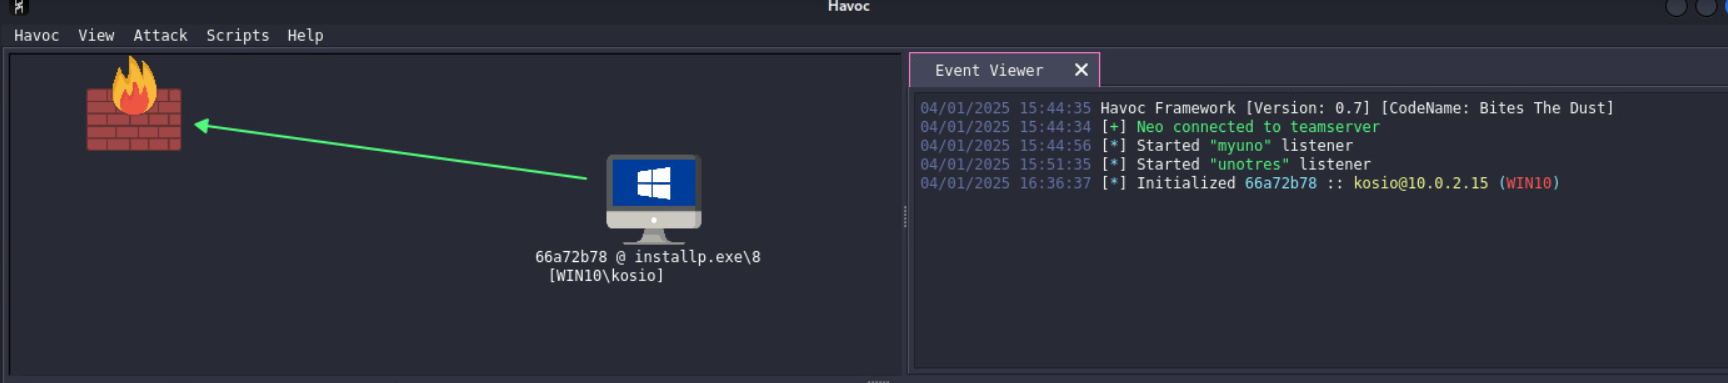 Havoc
Havoc View Attack Scripts Help
66a72b78 @ installp.exe\8
[WIN10\kosio]
Event Viewer
04/01/2025 15:44:35 Havoc Framework [Version: 0.7] [CodeName: Bites The Dust]
04/01/2025 15:44:34 [+] Neo connected to teamserver
04/01/2025 15:44:56 [*] Started "myuno" listener
04/01/2025 15:51:35 [*] Started "unotres" listener
04/01/2025 16:36:37 [*] Initialized 66a72b78 :: kosio@10.0.2.15 (WIN10)